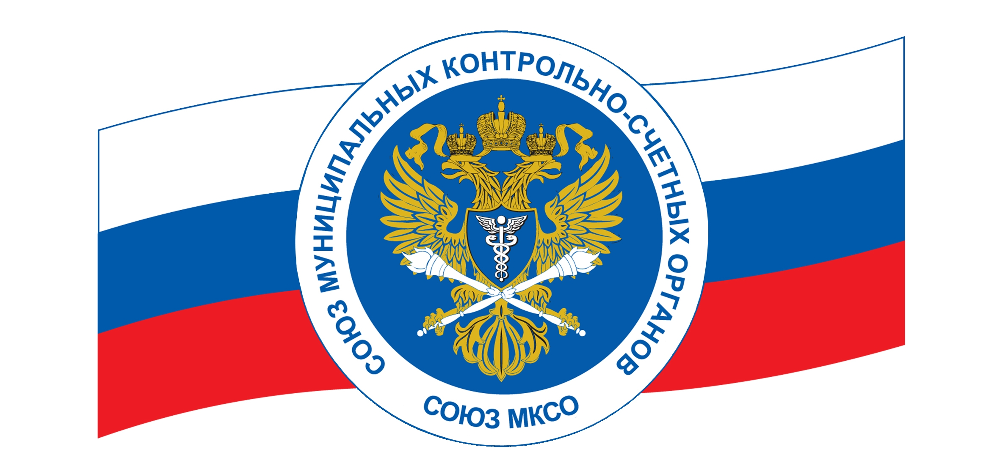 СОЮЗ МУНИЦИПАЛЬНЫХ КОНТРОЛЬНО-СЧЕТНЫХ ОРГАНОВ
СОЮЗ МКСО